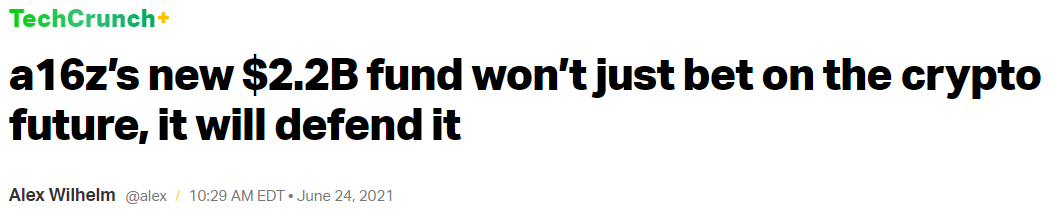 TechCrunch+
a16z’s new $2.2B fund won’t just bet on the crypto
future, it will defend it
Alex Wilhelm @alex / 10:29 AM EDT • June 24, 2021